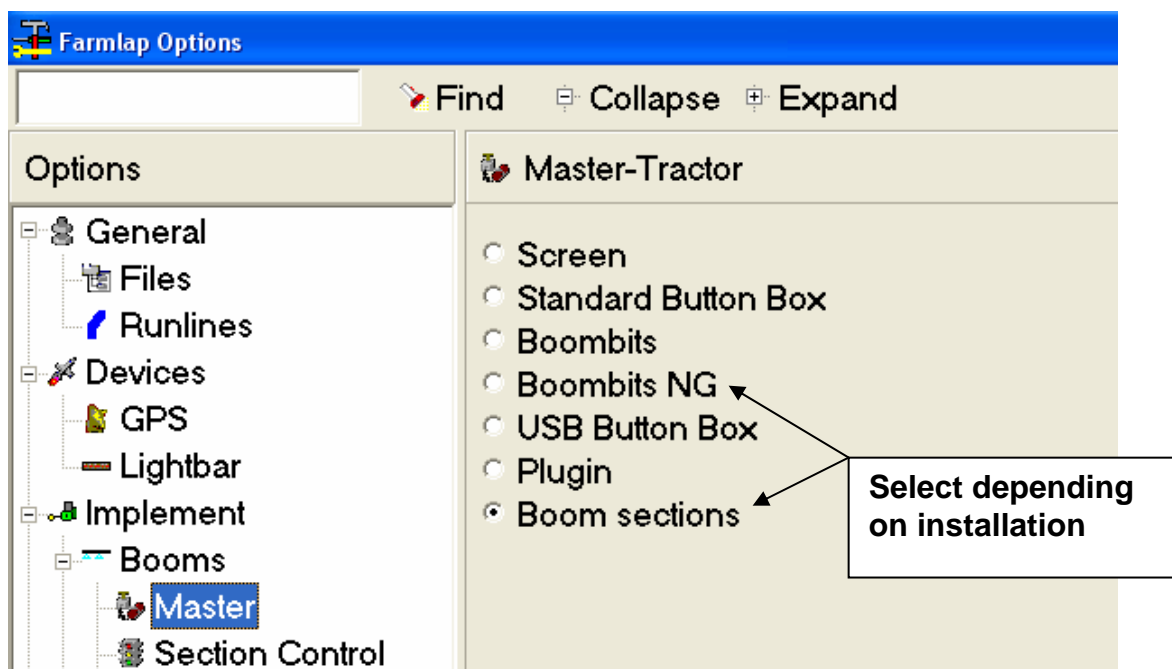 Farmlap Options
Find Collapse Expand
Options
General
Files
Runlines
Devices
GPS
Lightbar
Implement
Booms
Master
Section Control
Master-Tractor
Screen
Standard Button Box
Boombits
Boombits NG
USB Button Box
Plugin
Boom sections
Select depending
on installation